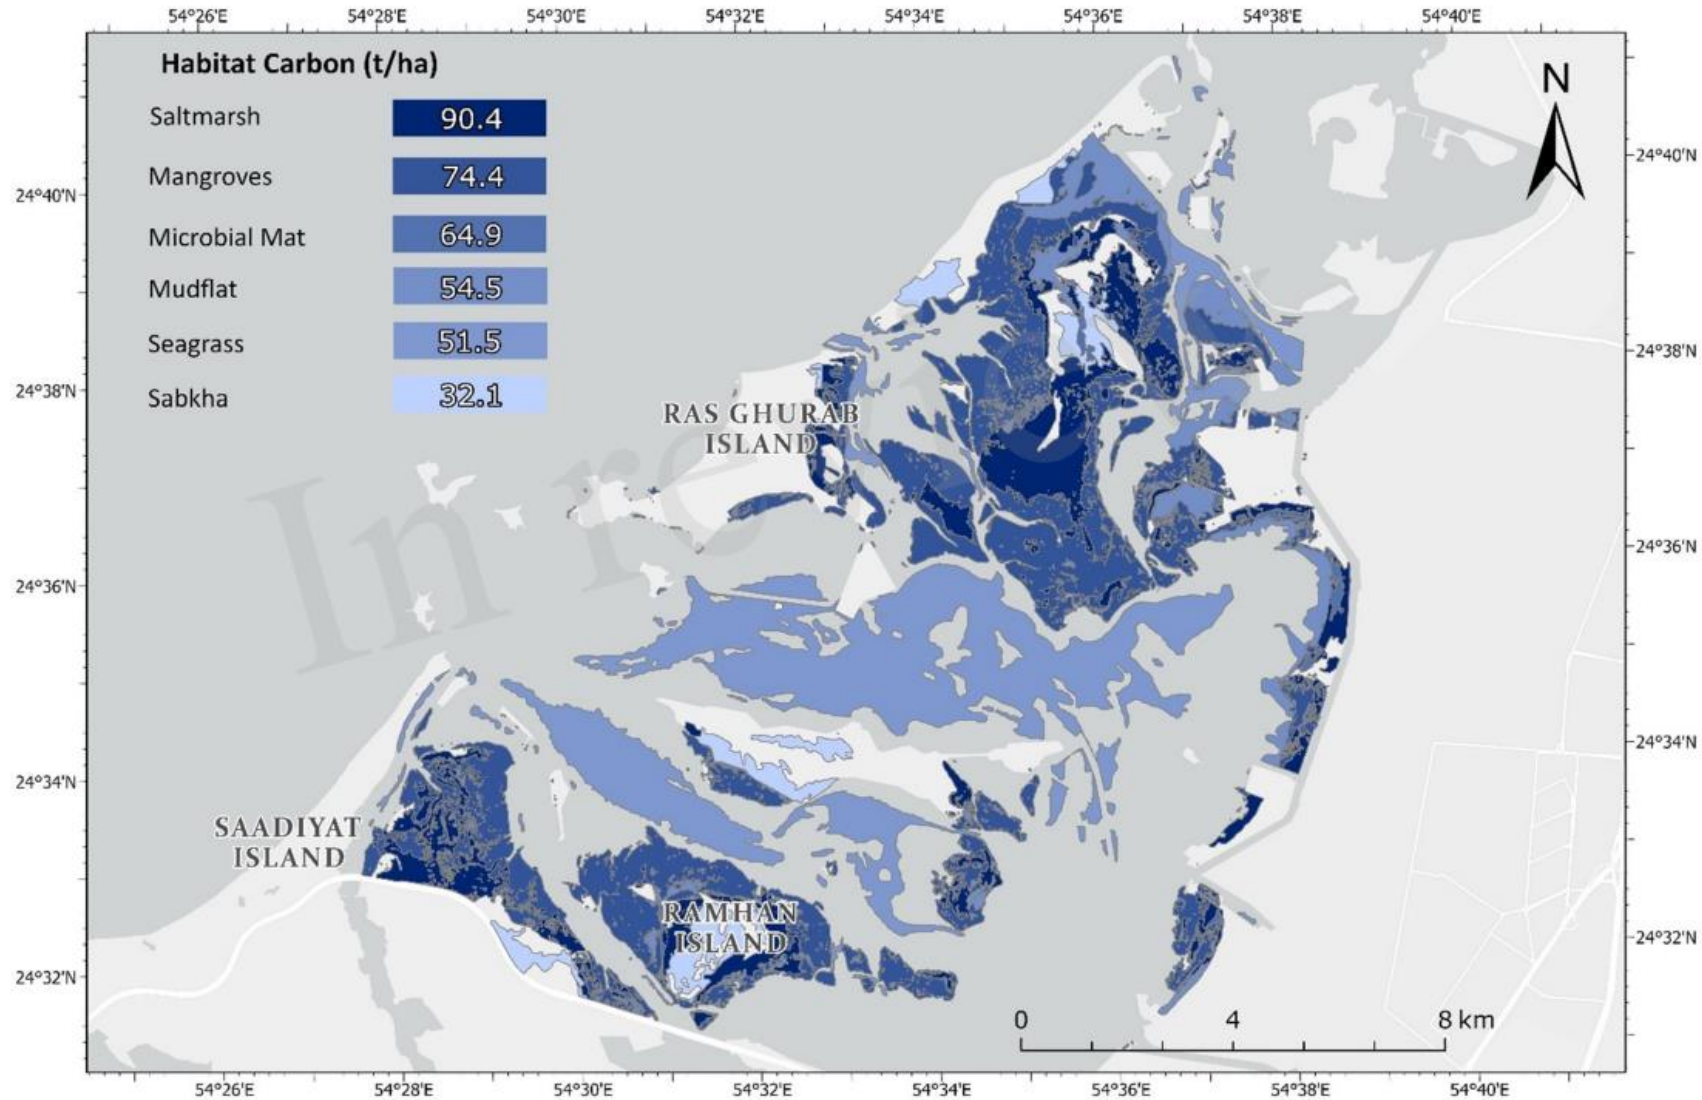 54°26'E 54°28'E 54°30'E 54°32'E 54°34'E 54°36'E 54°38'E 54°40'E
Habitat Carbon (t/ha)
Saltmarsh 90.4
Mangroves 74.4
Microbial Mat 64.9
Mudflat 54.5
Seagrass 51.5
Sabkha 32.1
N
24°40'N
24°38'N
24°36'N
24°34'N
24°32'N
24°40'N
24°38'N
24°36'N
24°34'N
24°32'N
RAS GHURAB
ISLAND
In re
SAADIYAT
ISLAND
RAMHAN
ISLAND
0 4 8 km
54°26'E 54°28'E 54°30'E 54°32'E 54°34'E 54°36'E 54°38'E 54°40'E